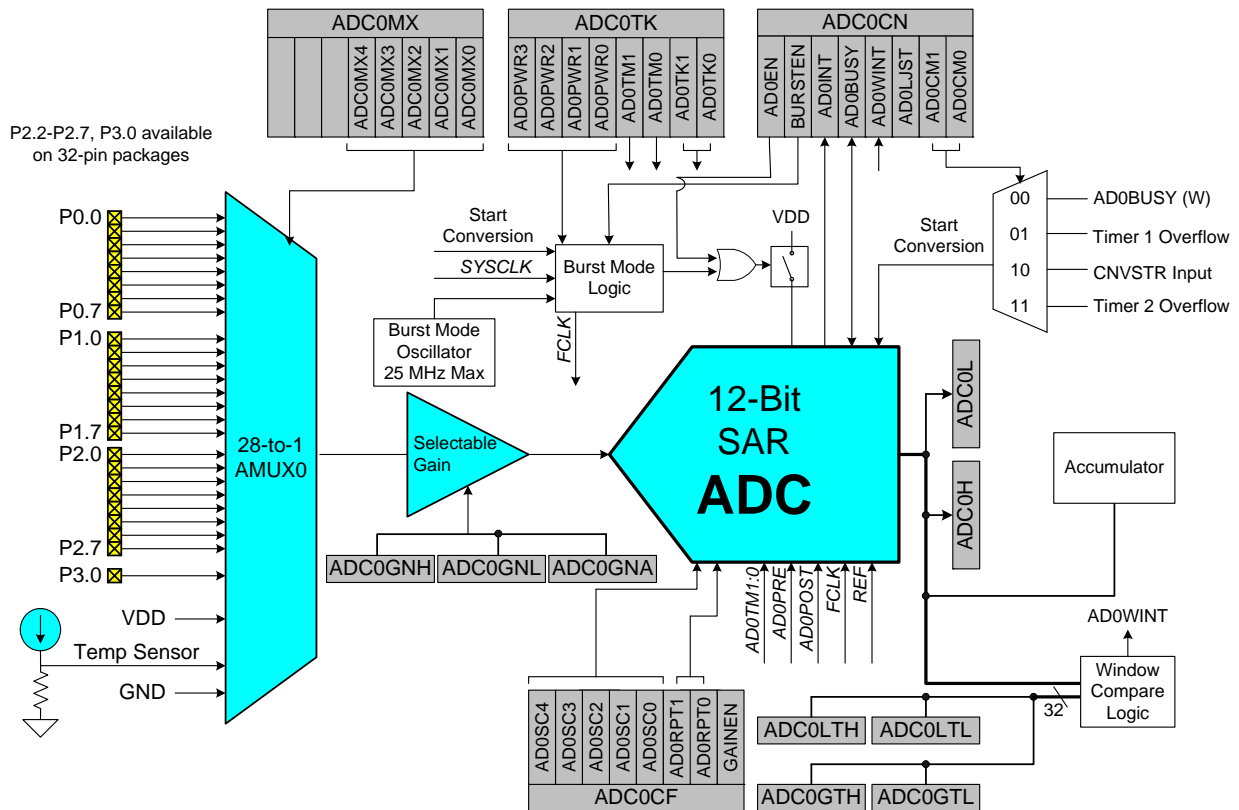 ADC0MX
ADC0MX4
ADC0MX3
ADC0MX2
ADC0MX1
ADC0MX0
ADC0TK
AD0PWR3
AD0PWR2
AD0PWR1
AD0PWR0
AD0TM1
AD0TM0
AD0TK1
AD0TK0
ADC0CN
AD0EN
BURSTEN
AD0INT
AD0BUSY
AD0WINT
AD0LJST
AD0CM1
AD0CM0
P2.2-P2.7, P3.0 available
on 32-pin packages
P0.0
P0.7
P1.0
P1.7
P2.0
P2.7
P3.0
VDD
Temp Sensor
GND
28-to-1
AMUX0
Start
Conversion
SYSCLK
Burst Mode
Logic
Burst Mode
Oscillator
25 MHz Max
FCLK
VDD
Start
Conversion
00
01
10
11
AD0BUSY (W)
Timer 1 Overflow
CNVSTR Input
Timer 2 Overflow
Selectable
Gain
ADC0GNH
ADC0GNL
ADC0GNA
12-Bit
SAR
ADC
ADC0L
ADC0H
Accumulator
AD0TM1:0
AD0PRE
AD0POST
FCLK
REF
AD0WINT
Window
Compare
Logic
32
ADC0LTH
ADC0LTL
ADC0GTH
ADC0GTL
AD0SC4
AD0SC3
AD0SC2
AD0SC1
AD0SC0
AD0RPT1
AD0RPT0
GAINEN
ADC0CF